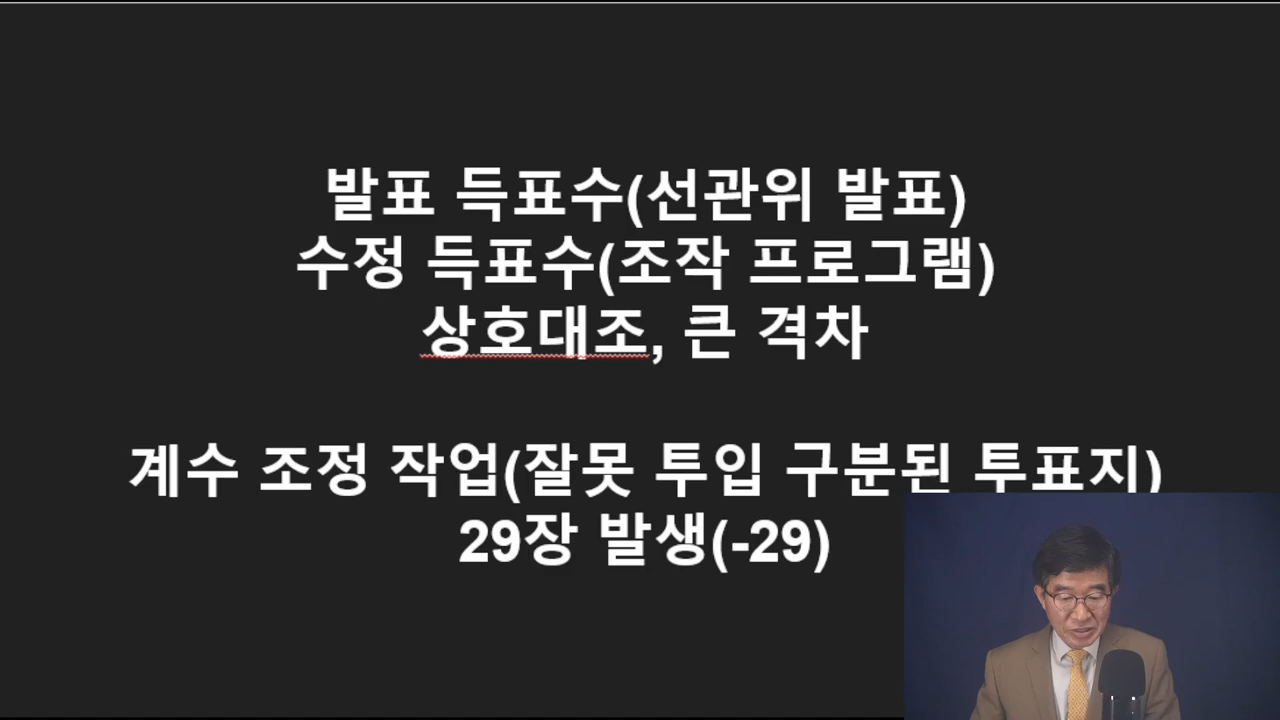 발표 득표수(선관위 발표)
수정 득표수(조작 프로그램)
상호대조, 큰 격차
계수 조정 작업(잘못 투입 구분된 투표지)
29장 발생(-29)